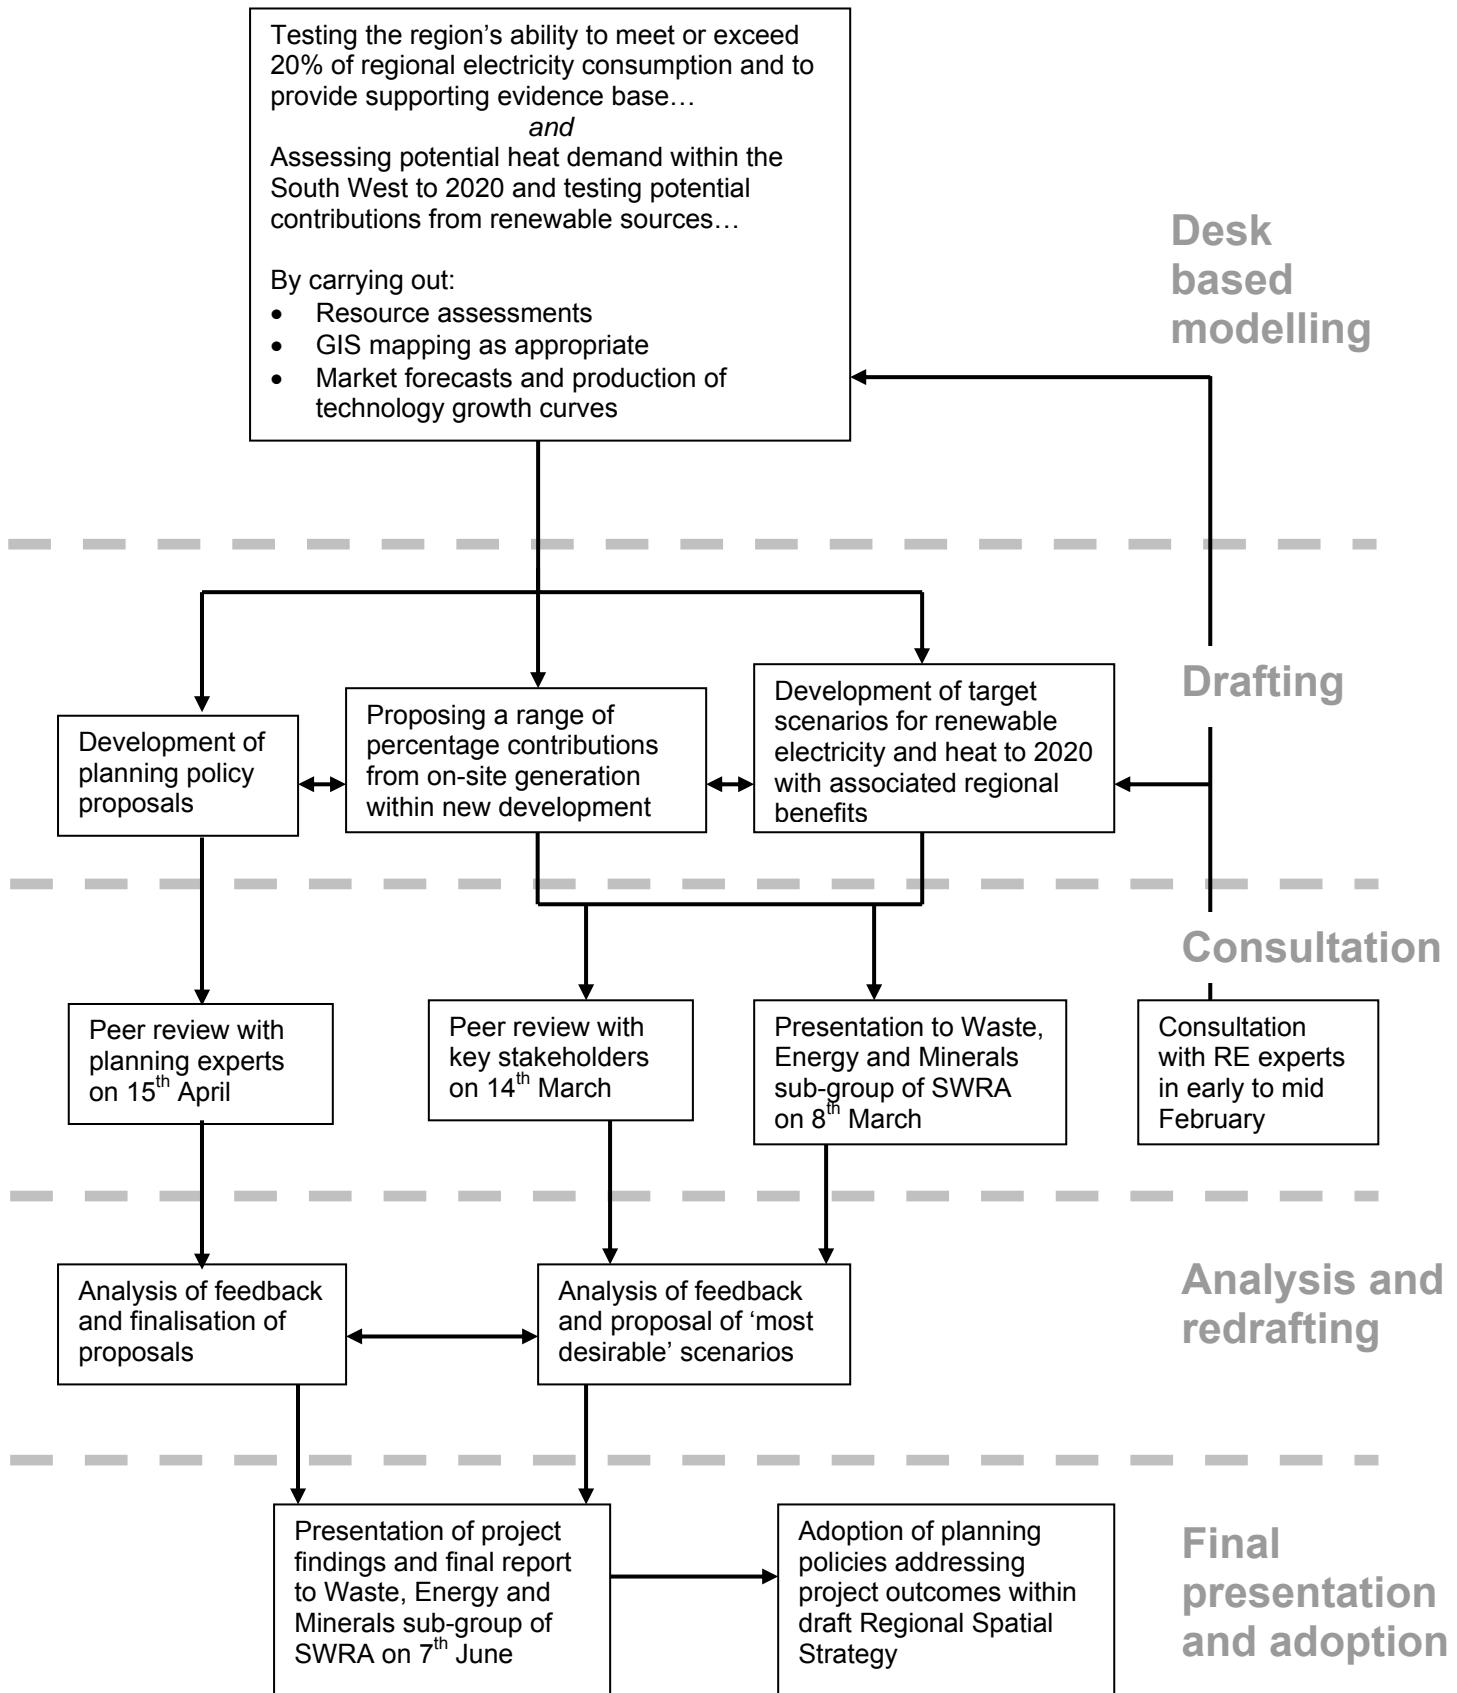 Testing the region’s ability to meet or exceed
20% of regional electricity consumption and to
provide supporting evidence base…
and
Assessing potential heat demand within the
South West to 2020 and testing potential
contributions from renewable sources…
By carrying out:
• Resource assessments
• GIS mapping as appropriate
• Market forecasts and production of
technology growth curves
Desk
based
modelling
Development of
planning policy
proposals
Proposing a range of
percentage contributions
from on-site generation
within new development
Development of target
scenarios for renewable
electricity and heat to 2020
with associated regional
benefits
Drafting
Peer review with
planning experts
on 15th April
Peer review with
key stakeholders
on 14th March
Presentation to Waste,
Energy and Minerals
sub-group of SWRA
on 8th March
Consultation
with RE experts
in early to mid
February
Consultation
Analysis of feedback
and finalisation of
proposals
Analysis of feedback
and proposal of ‘most
desirable’ scenarios
Analysis and
redrafting
Presentation of project
findings and final report
to Waste, Energy and
Minerals sub-group of
SWRA on 7th June
Adoption of planning
policies addressing
project outcomes within
draft Regional Spatial
Strategy
Final
presentation
and adoption